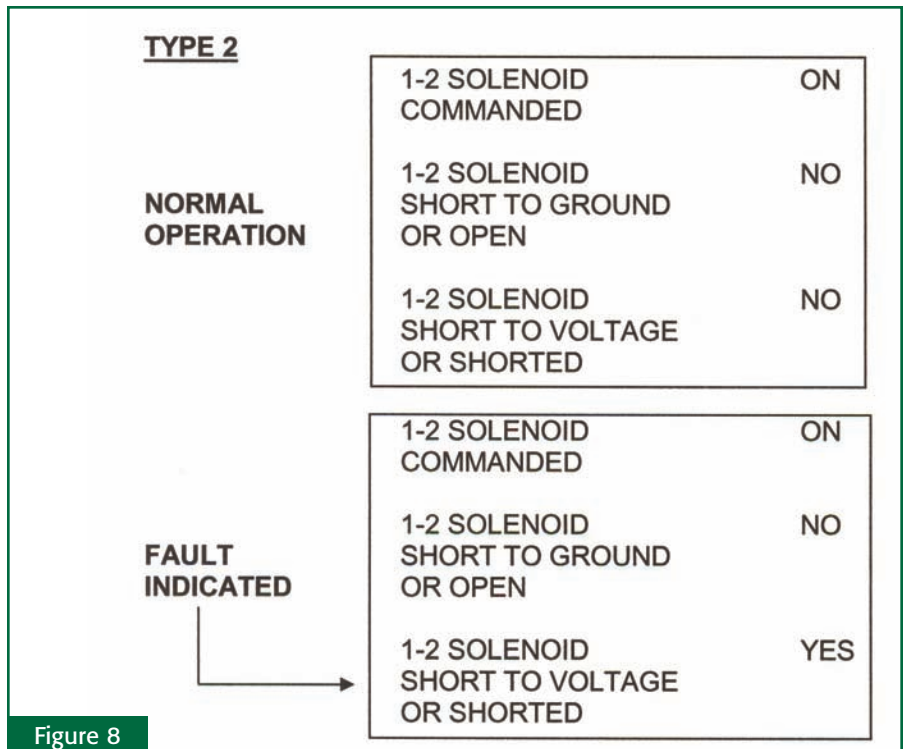 TYPE 2
1-2 SOLENOID ON
COMMANDED
1-2 SOLENOID NO
NORMAL SHORT TO GROUND
OPERATION OR OPEN
1-2 SOLENOID NO
SHORT TO VOLTAGE
OR SHORTED
1-2 SOLENOID ON
COMMANDED
1-2 SOLENOID NO
FAULT SHORT TO GROUND
INDICATED OR OPEN
1-2 SOLENOID YES
SHORT TO VOLTAGE
OR SHORTED
Figure 8